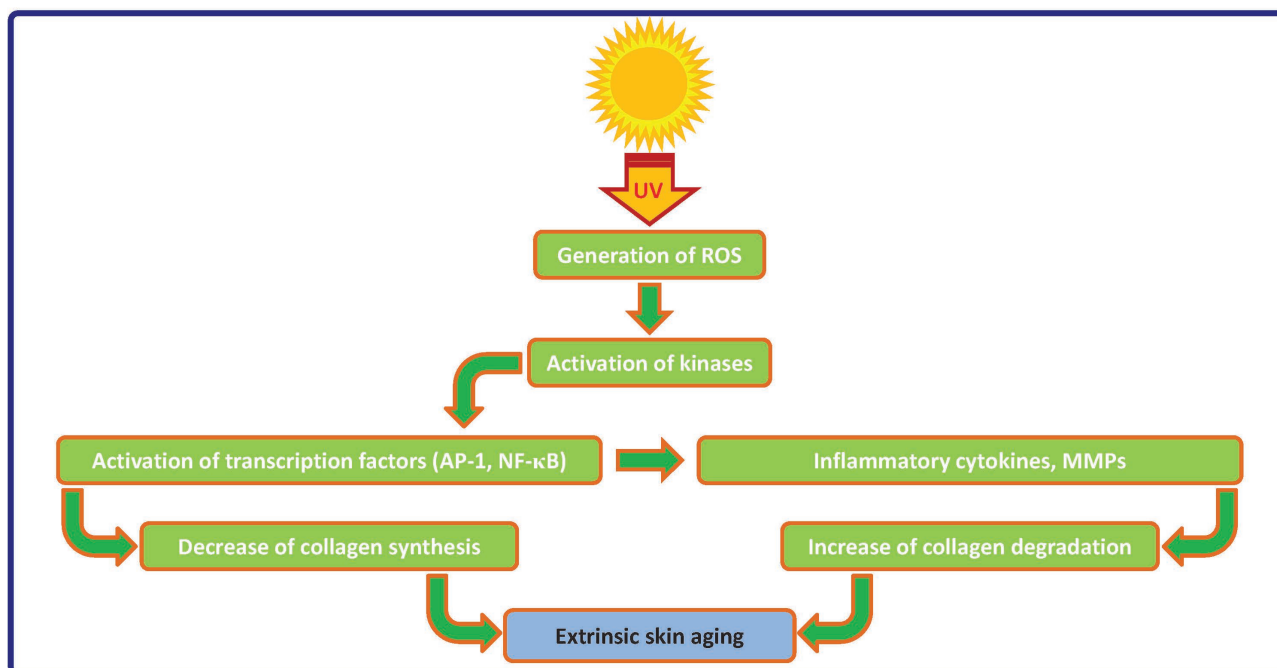 UV
Generation of ROS
Activation of kinases
Activation of transcription factors (AP-1, NF-κB)
Inflammatory cytokines, MMPs
Decrease of collagen synthesis
Increase of collagen degradation
Extrinsic skin aging